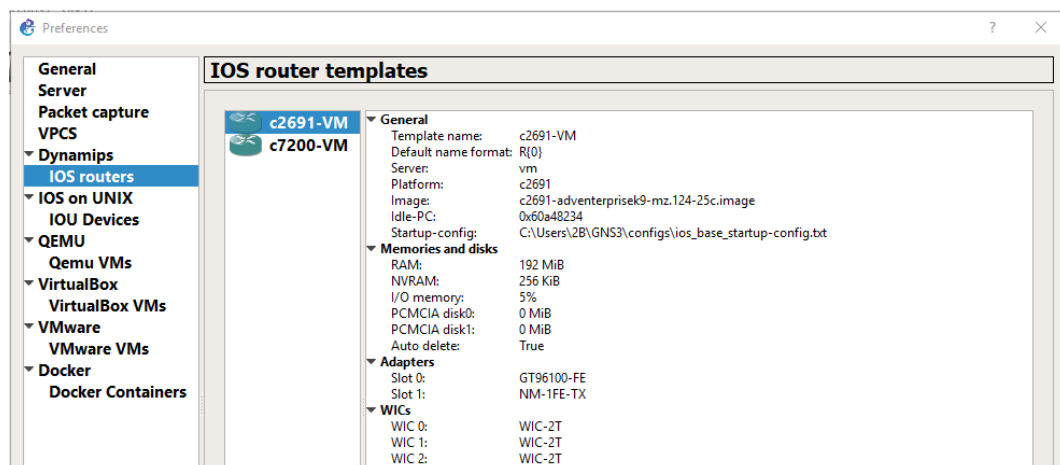 Preferences
?
General
Server
Packet capture
VPCS
Dynamips
IOS routers
IOS on UNIX
IOU Devices
QEMU
Qemu VMs
VirtualBox
VirtualBox VMs
VMware
VMware VMs
Docker
Docker Containers
IOS router templates
c2691-VM
c7200-VM
General
Template name: c2691-VM
Default name format: R{0}
Server: vm
Platform: c2691
Image: c2691-adventerprisek9-mz.124-25c.image
Idle-PC: 0x60a48234
Startup-config: C:\Users\2B\GNS3\configs\ios_base_startup-config.txt
Memories and disks
RAM: 192 MiB
NVRAM: 256 KiB
I/O memory: 5%
PCMCIA disk0: 0 MiB
PCMCIA disk1: 0 MiB
Auto delete: True
Adapters
Slot 0: GT96100-FE
Slot 1: NM-1FE-TX
WICs
WIC 0: WIC-2T
WIC 1: WIC-2T
WIC 2: WIC-2T